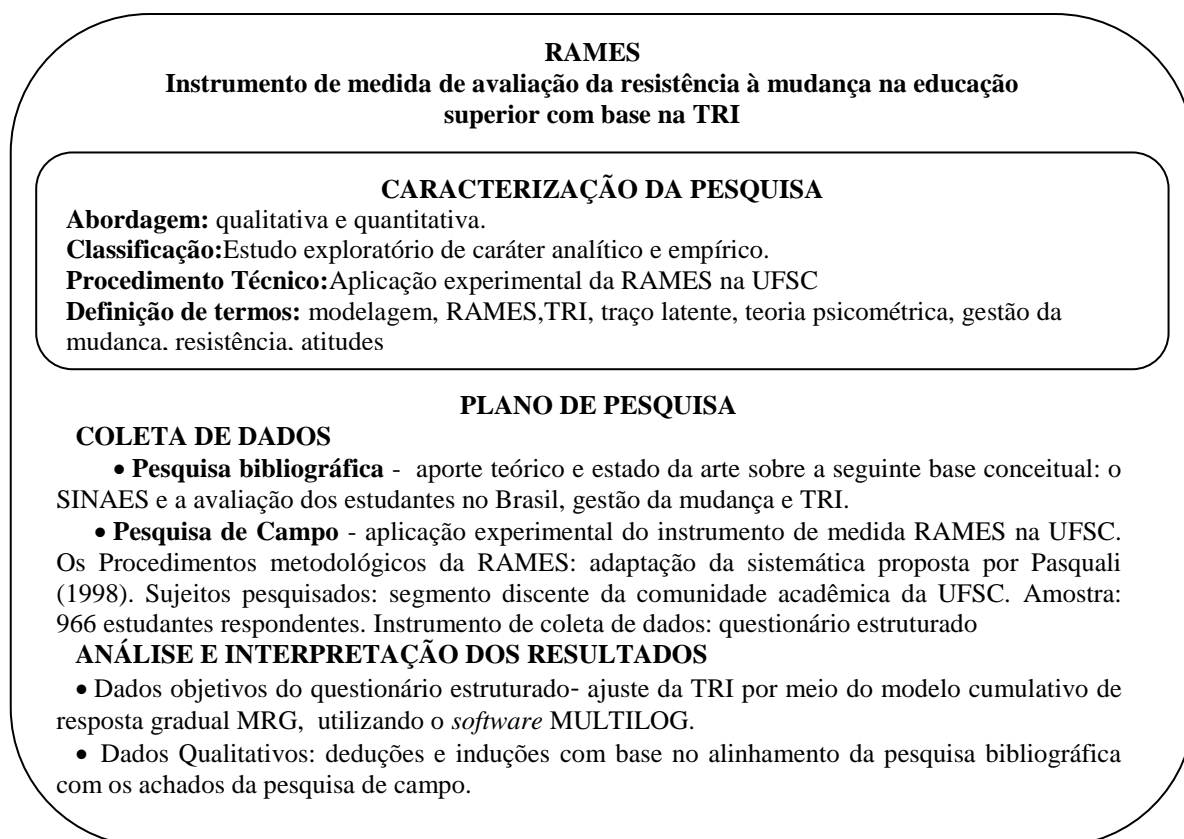 RAMES
Instrumento de medida de avaliação da resistência à mudança na educação
superior com base na TRI
CARACTERIZAÇÃO DA PESQUISA
Abordagem: qualitativa e quantitativa.
Classificação:Estudo exploratório de caráter analítico e empírico.
Procedimento Técnico:Aplicação experimental da RAMES na UFSC
Definição de termos: modelagem, RAMES,TRI, traço latente, teoria psicométrica, gestão da
mudança, resistência, atitudes
PLANO DE PESQUISA
COLETA DE DADOS
• Pesquisa bibliográfica - aporte teórico e estado da arte sobre a seguinte base conceitual: o
SINAES e a avaliação dos estudantes no Brasil, gestão da mudança e TRI.
• Pesquisa de Campo - aplicação experimental do instrumento de medida RAMES na UFSC.
Os Procedimentos metodológicos da RAMES: adaptação da sistemática proposta por Pasquali
(1998). Sujeitos pesquisados: segmento discente da comunidade acadêmica da UFSC. Amostra:
966 estudantes respondentes. Instrumento de coleta de dados: questionário estruturado
ANÁLISE E INTERPRETAÇÃO DOS RESULTADOS
• Dados objetivos do questionário estruturado- ajuste da TRI por meio do modelo cumulativo de
resposta gradual MRG, utilizando o software MULTILOG.
• Dados Qualitativos: deduções e induções com base no alinhamento da pesquisa bibliográfica
com os achados da pesquisa de campo.